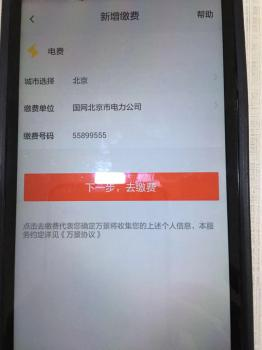 新增缴费 帮助
电费
城市选择 北京
缴费单位 国网北京市电力公司
缴费号码 55899555
下一步，去缴费
点击去缴费代表您确定万景将收集您的上述个人信息，本服
务约定详见《万景协议》